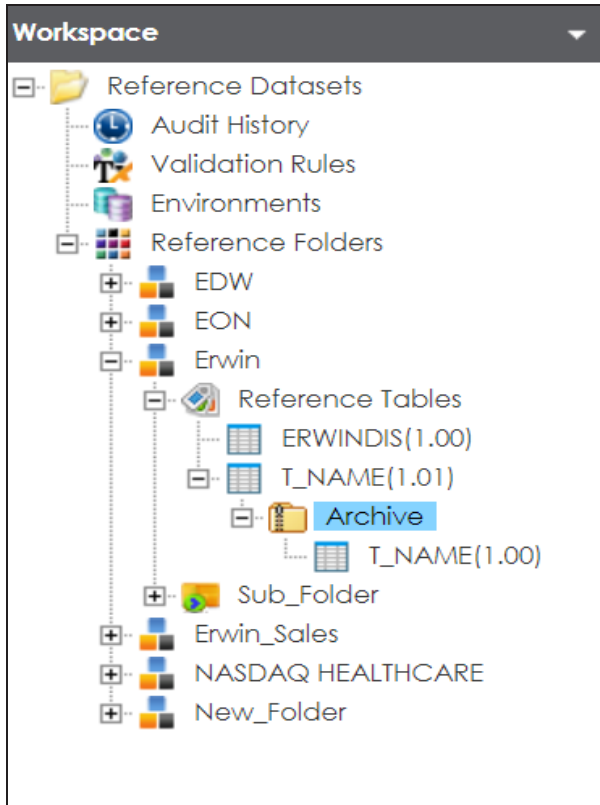 Workspace
Reference Datasets
Audit History
Validation Rules
Environments
Reference Folders
EDW
EON
Erwin
Reference Tables
ERWINDIS(1.00)
T_NAME(1.01)
Archive
T_NAME(1.00)
Sub_Folder
Erwin_Sales
NASDAQ HEALTHCARE
New_Folder